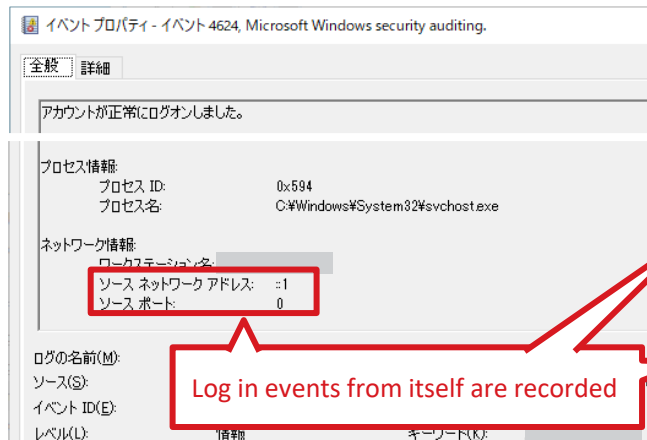 イベント プロパティ - イベント 4624, Microsoft Windows security auditing.
全般 詳細
アカウントが正常にログオンしました。
プロセス情報:
プロセス ID: 0x594
プロセス名: C:¥Windows¥System32¥svchost.exe
ネットワーク情報:
ワークステーション名:
ソース ネットワーク アドレス: ::1
ソース ポート: 0
ログの名前(M):
ソース(S):
Log in events from itself are recorded
イベント ID(E):
レベル(L): 情報 キーワード(K):